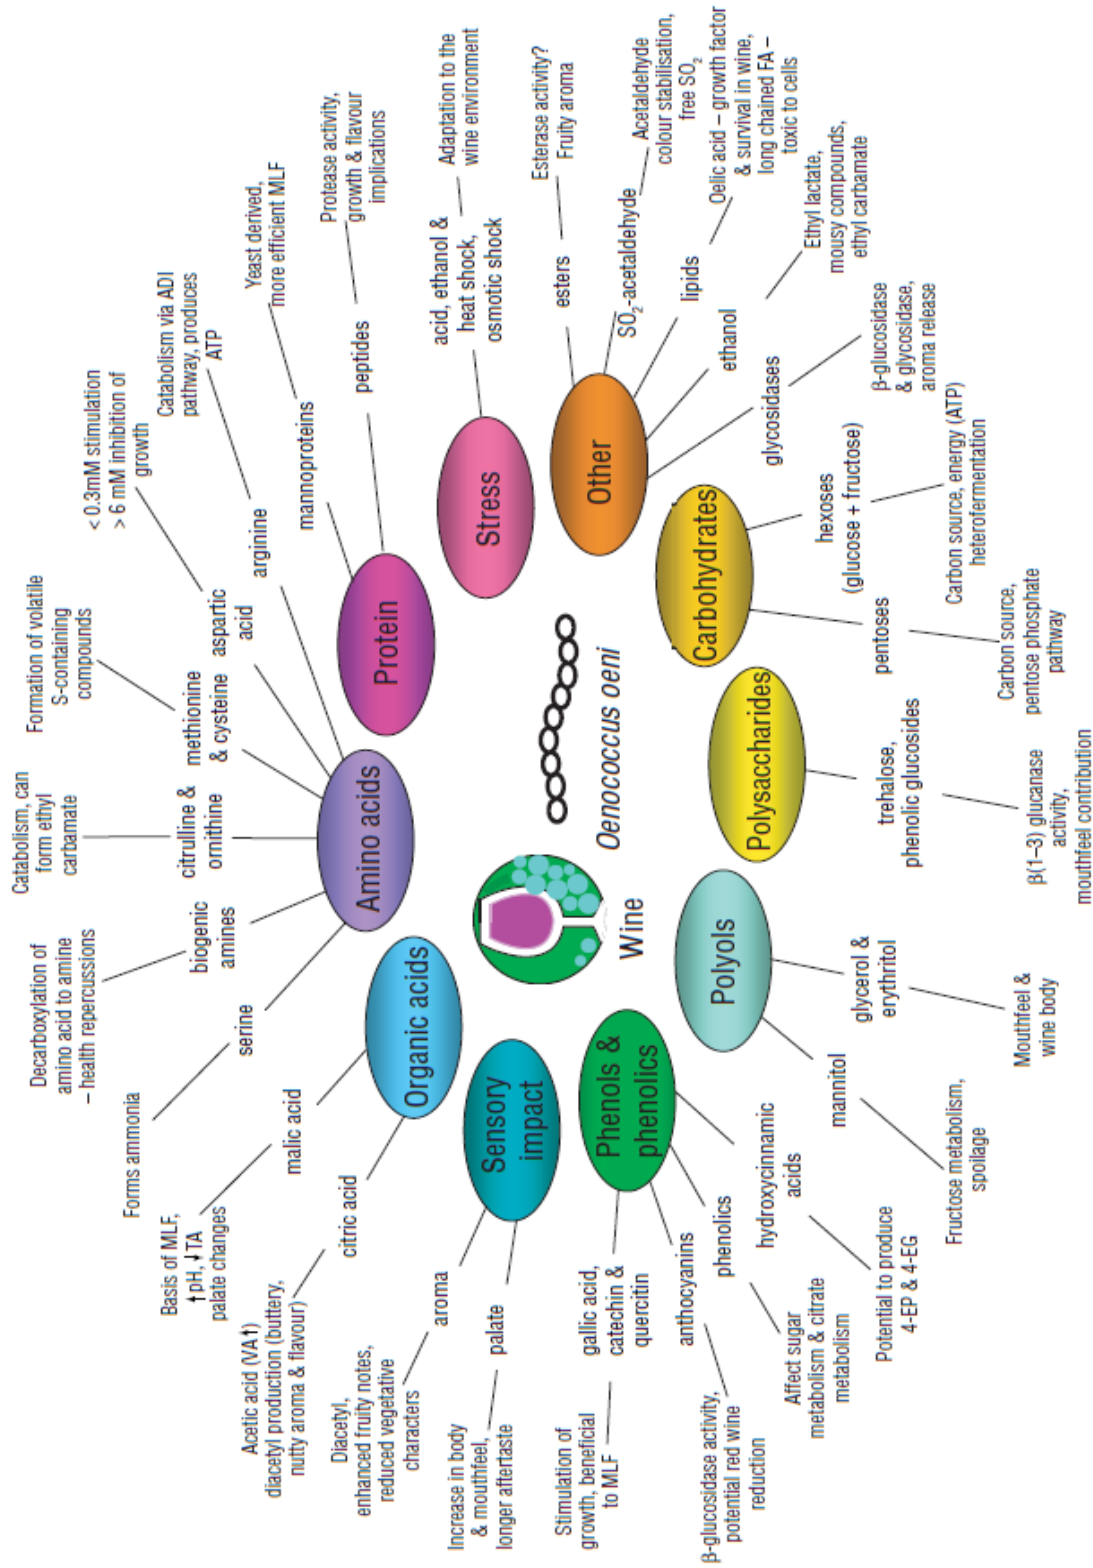 Forms ammonia
serine
Decarboxylation of
amino acid to amine
– health repercussions
biogenic
amines
Catabolism, can
form ethyl
carbamate
citrulline &
ornithine
Formation of volatile
S-containing
compounds
methionine
& cysteine
< 0.3mM stimulation
> 6 mM inhibition of
growth
aspartic
acid
Catabolism via ADI
pathway, produces
ATP
arginine
Amino acids
Yeast derived,
more efficient MLF
mannoproteins
Protease activity,
growth & flavour
implications
peptides
Protein
Adaptation to the
wine environment
acid, ethanol &
heat shock,
osmotic shock
Stress
Esterase activity?
Fruity aroma
esters
Acetaldehyde
colour stabilisation,
free SO₂
SO₂-acetaldehyde
Oelic acid – growth factor
& survival in wine,
long chained FA –
toxic to cells
lipids
Ethyl lactate,
mousy compounds,
ethyl carbamate
ethanol
β-glucosidase
& glycosidase,
aroma release
glycosidases
Other
Carbohydrates
hexoses
(glucose + fructose)
Carbon source, energy (ATP)
heterofermentation
pentoses
Carbon source,
pentose phosphate
pathway
Polysaccharides
trehalose,
phenolic glucosides
β(1–3) glucanase
activity,
mouthfeel contribution
Polyols
glycerol &
erythritol
Mouthfeel &
wine body
mannitol
Fructose metabolism,
spoilage
Phenols &
phenolics
hydroxycinnamic
acids
Potential to produce
4-EP & 4-EG
phenolics
Affect sugar
metabolism & citrate
metabolism
anthocyanins
β-glucosidase activity,
potential red wine
reduction
gallic acid,
catechin &
quercitin
Stimulation of
growth, beneficial
to MLF
Sensory
impact
palate
Increase in body
& mouthfeel,
longer aftertaste
aroma
Diacetyl,
enhanced fruity notes,
reduced vegetative
characters
Organic acids
citric acid
Acetic acid (VA↑)
diacetyl production (buttery,
nutty aroma & flavour)
malic acid
Basis of MLF,
↑pH, ↓TA
palate changes
Wine
Oenococcus oeni